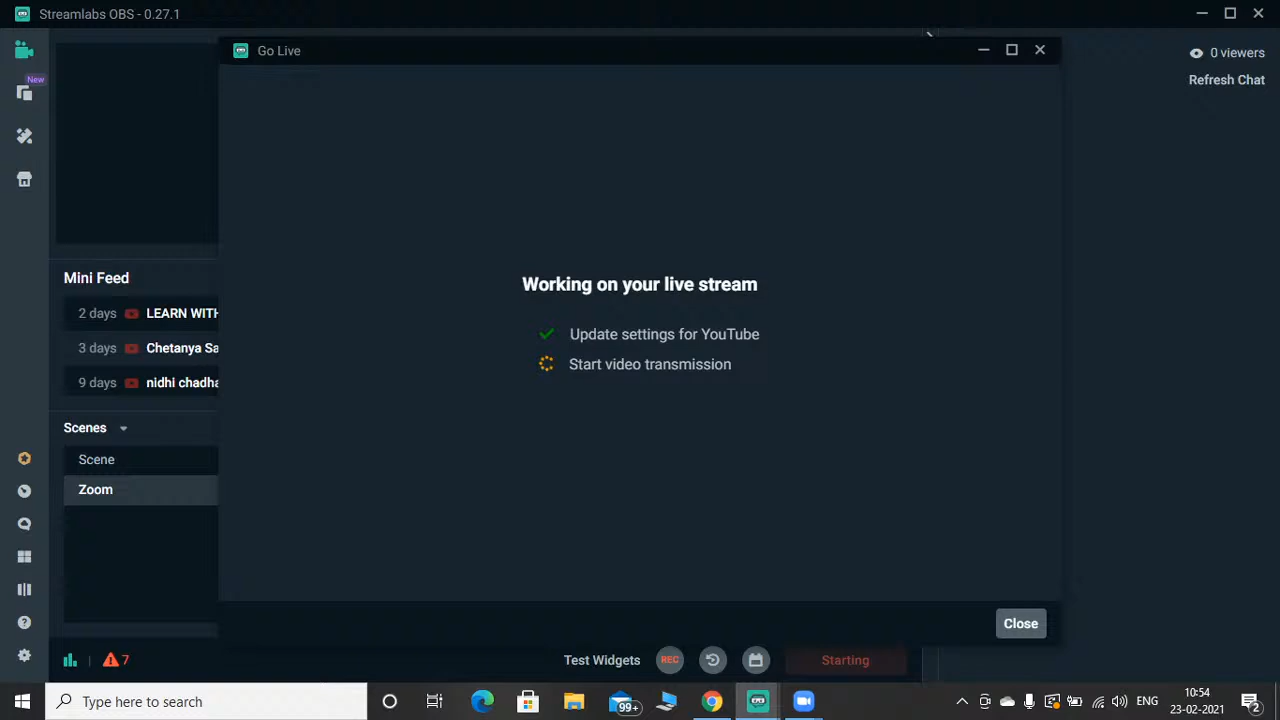 Streamlabs OBS - 0.27.1
Go Live
0 viewers
Refresh Chat
New
Working on your live stream
Update settings for YouTube
Start video transmission
Mini Feed
2 days LEARN WITH
3 days Chetanya Sa
9 days nidhi chadha
Scenes
Scene
Zoom
Close
7
Test Widgets
REC
Starting
Type here to search
99+
ENG
10:54
23-02-2021
2